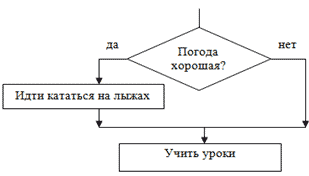 да
Погода
хорошая?
нет
Идти кататься на лыжах
Учить уроки